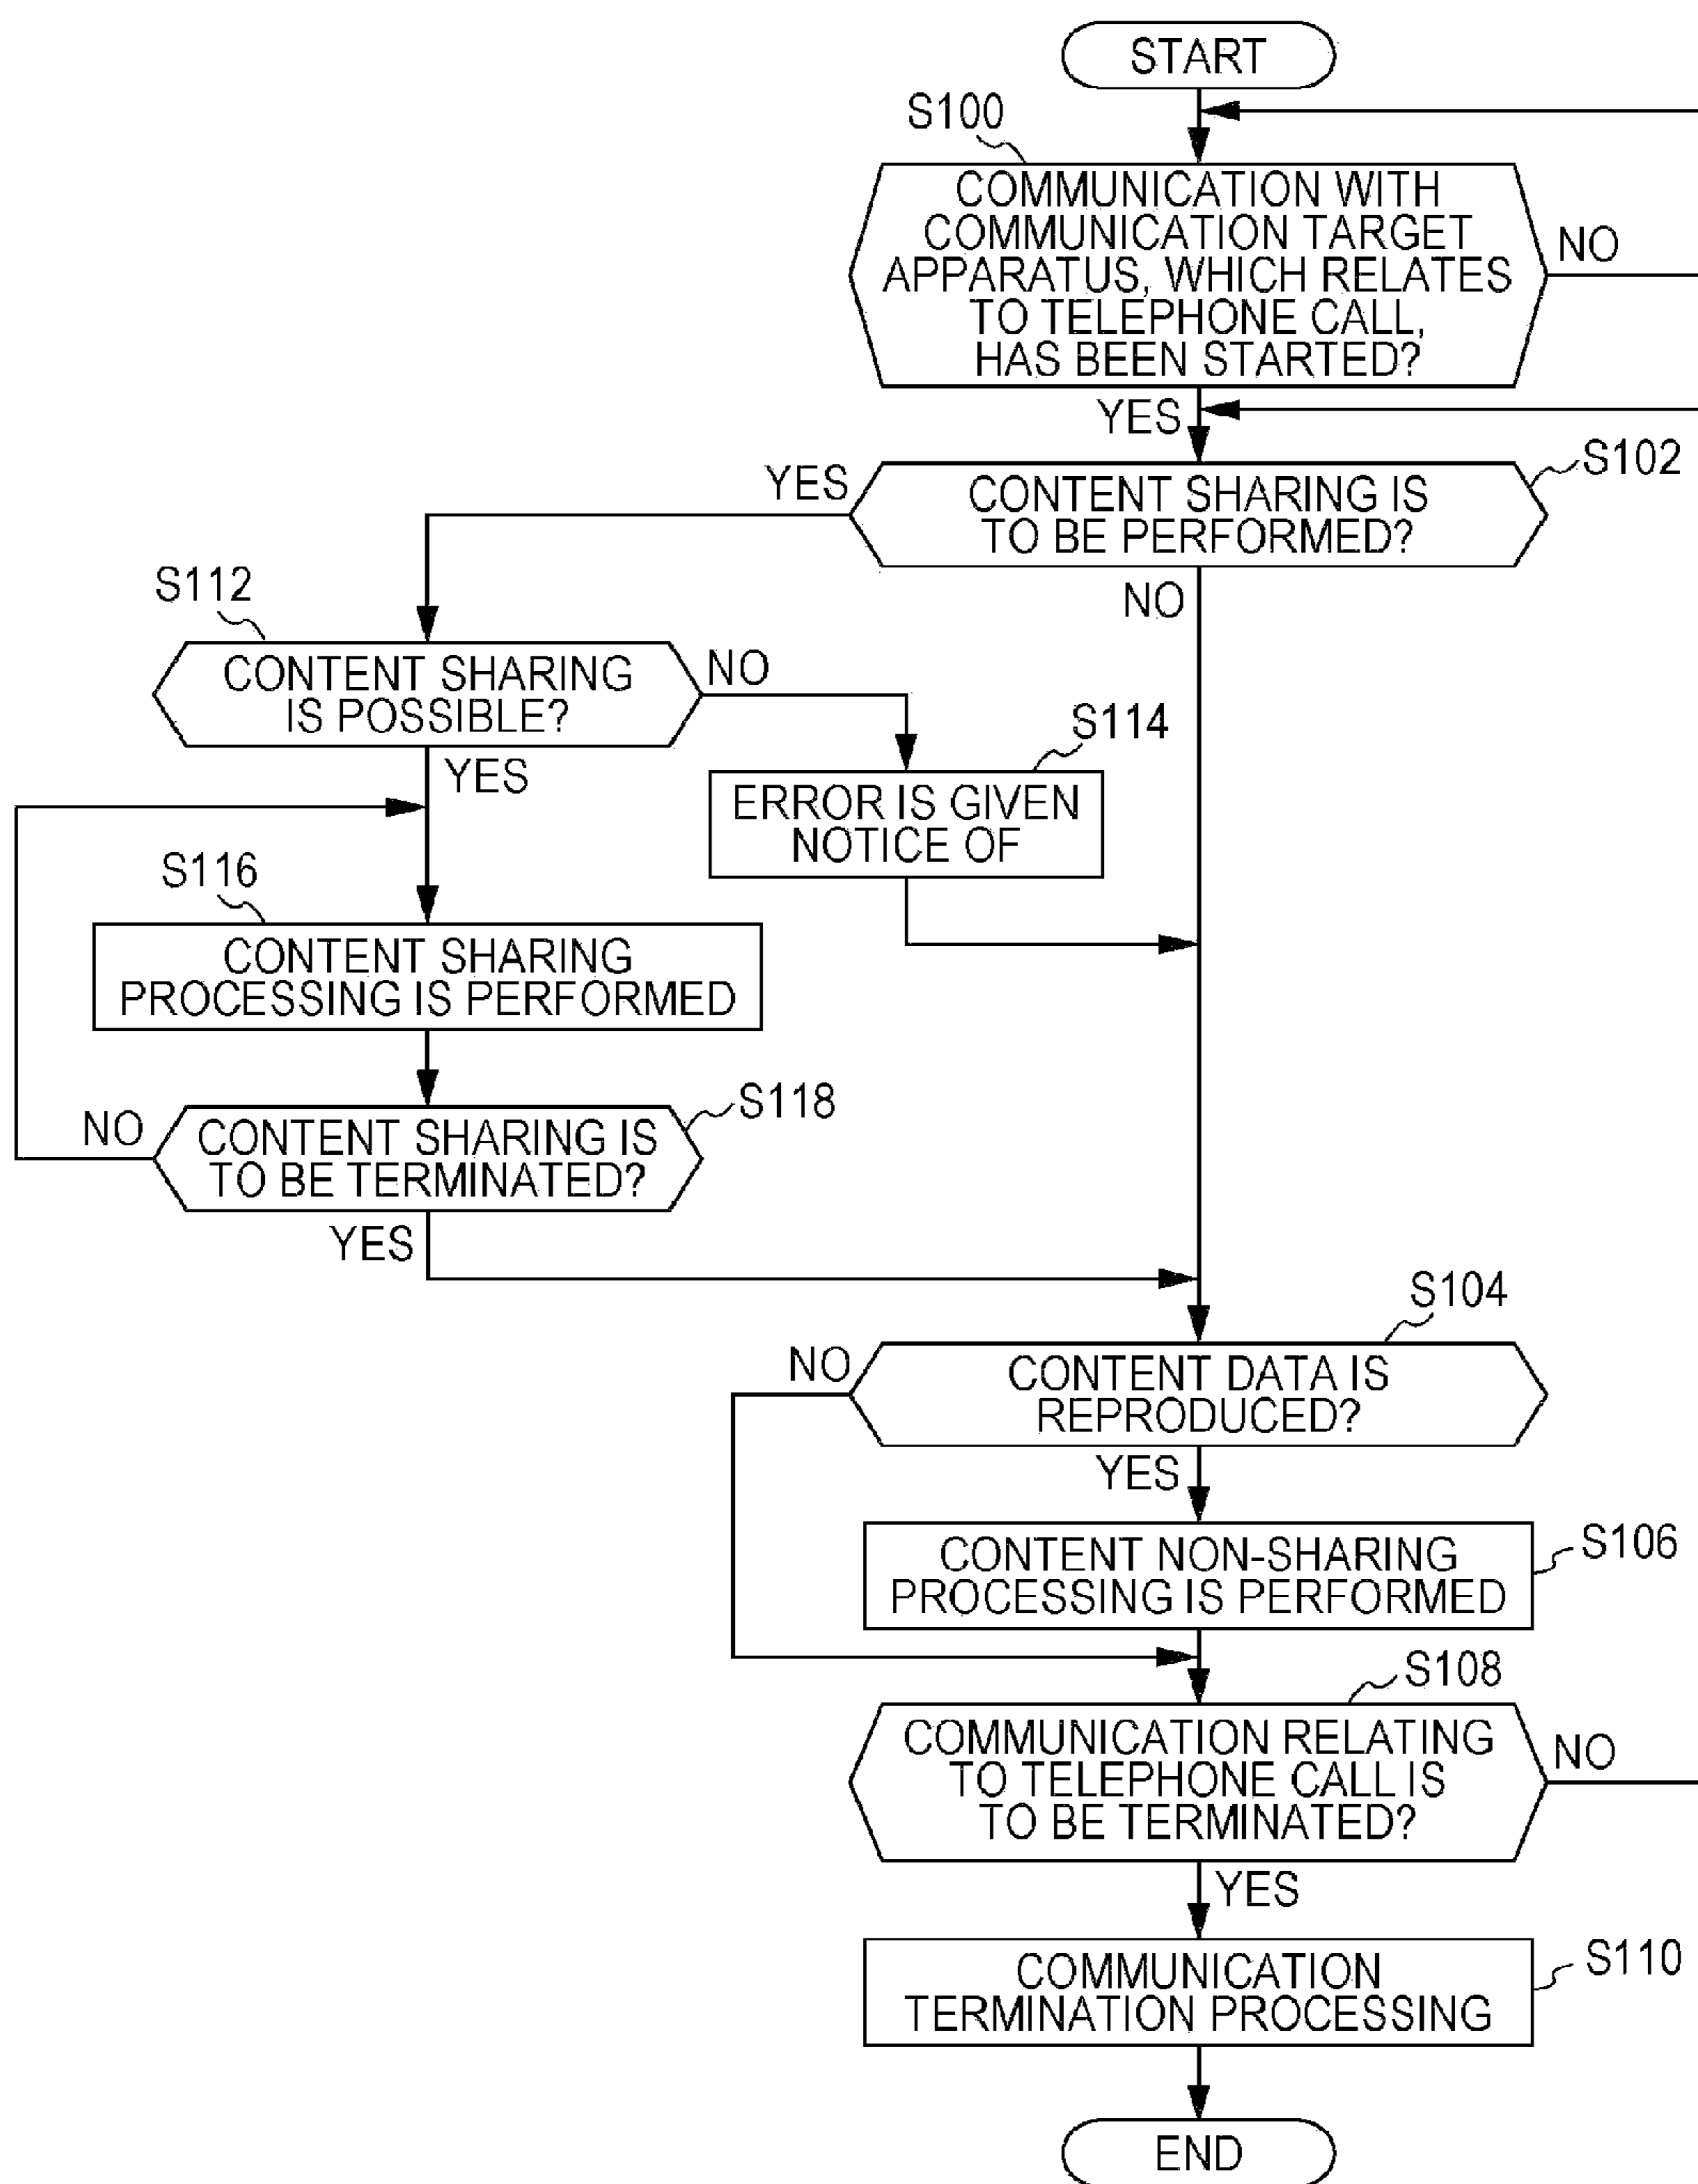 START
S100
COMMUNICATION WITH
COMMUNICATION TARGET
APPARATUS, WHICH RELATES
TO TELEPHONE CALL,
HAS BEEN STARTED?
NO
YES
S102
YES
CONTENT SHARING IS
TO BE PERFORMED?
NO
S112
CONTENT SHARING
IS POSSIBLE?
NO
YES
S114
ERROR IS GIVEN
NOTICE OF
S116
CONTENT SHARING
PROCESSING IS PERFORMED
S118
NO
CONTENT SHARING IS
TO BE TERMINATED?
YES
S104
NO
CONTENT DATA IS
REPRODUCED?
YES
S106
CONTENT NON-SHARING
PROCESSING IS PERFORMED
S108
COMMUNICATION RELATING
TO TELEPHONE CALL IS
TO BE TERMINATED?
NO
YES
S110
COMMUNICATION
TERMINATION PROCESSING
END